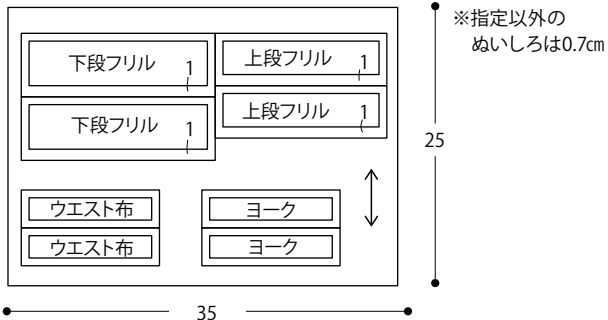 ※指定以外の
ぬいしろは0.7㎝
下段フリル 1
上段フリル 1
下段フリル 1
上段フリル 1
25
ウエスト布
ヨーク
ウエスト布
ヨーク
35